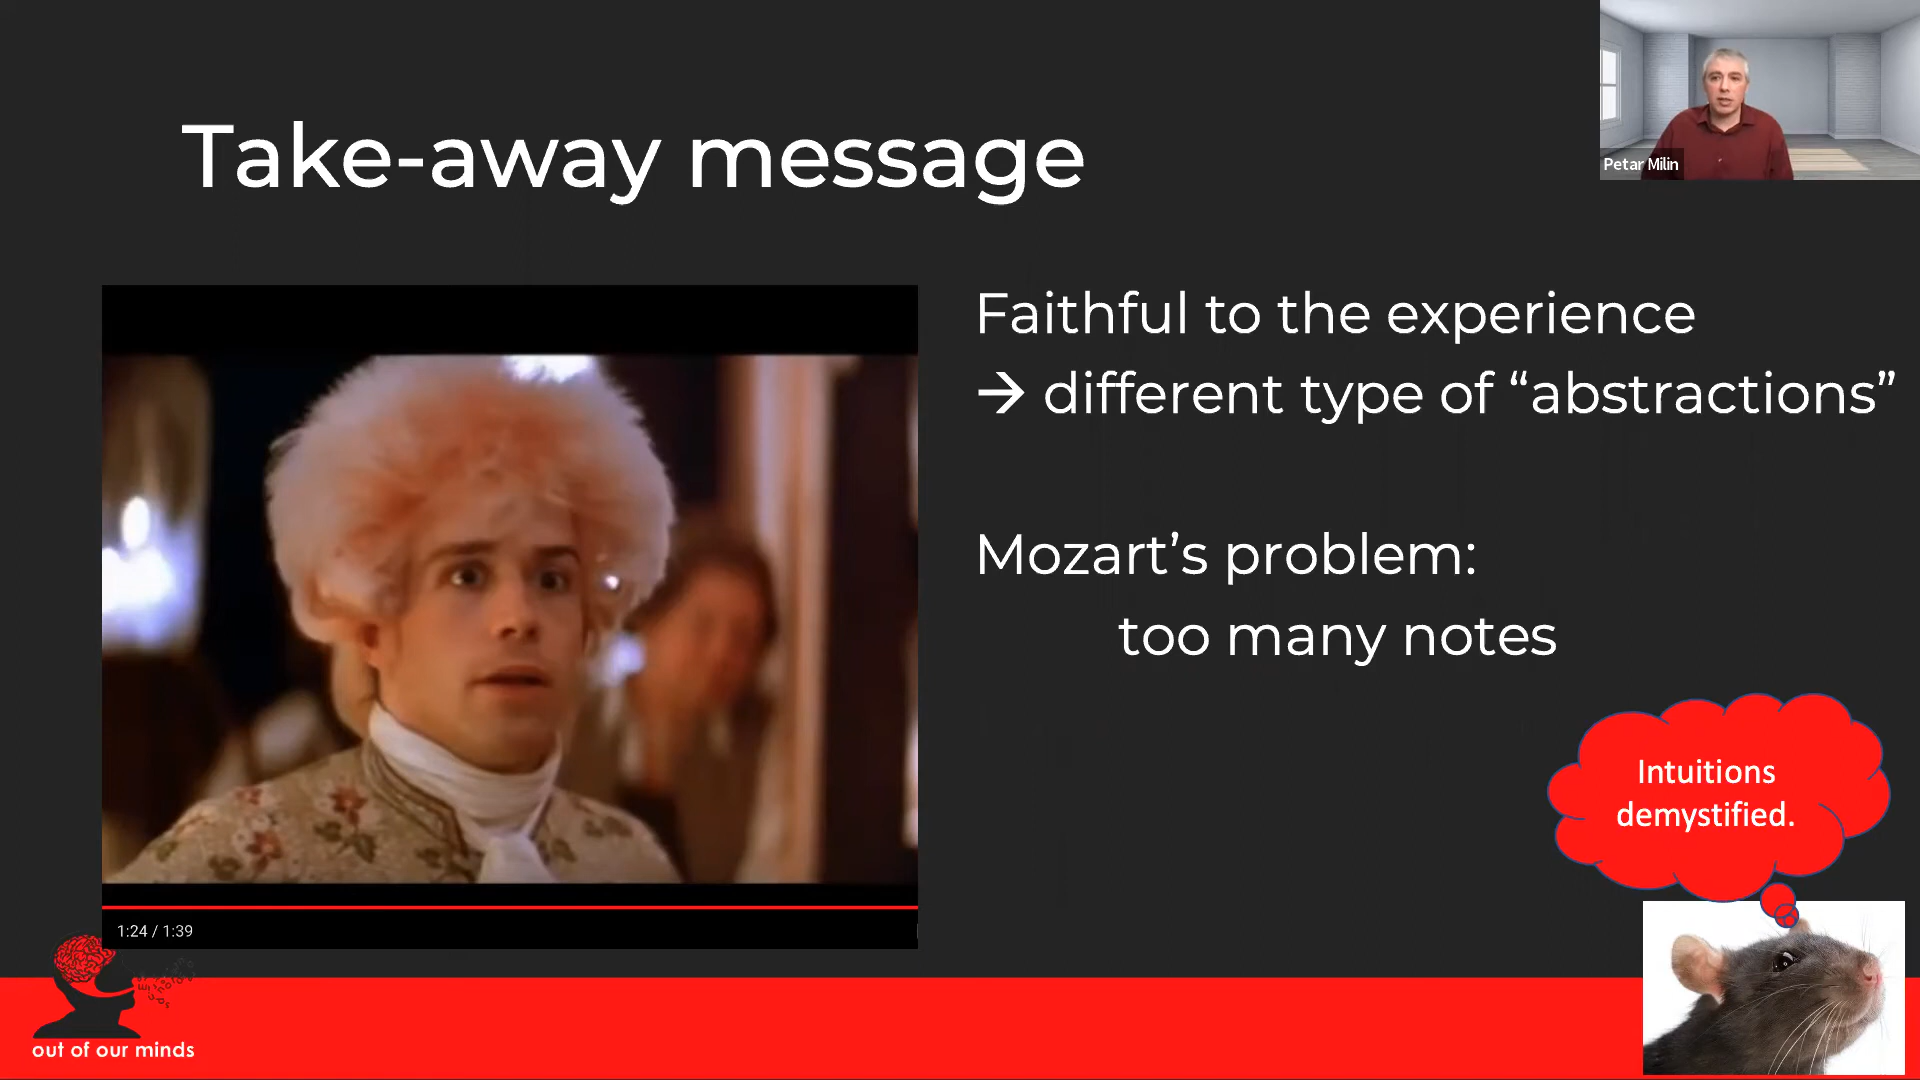 Take-away message
Petar Milin
Faithful to the experience
→ different type of “abstractions”
Mozart’s problem:
too many notes
Intuitions
demystified.
1:24 / 1:39
out of our minds